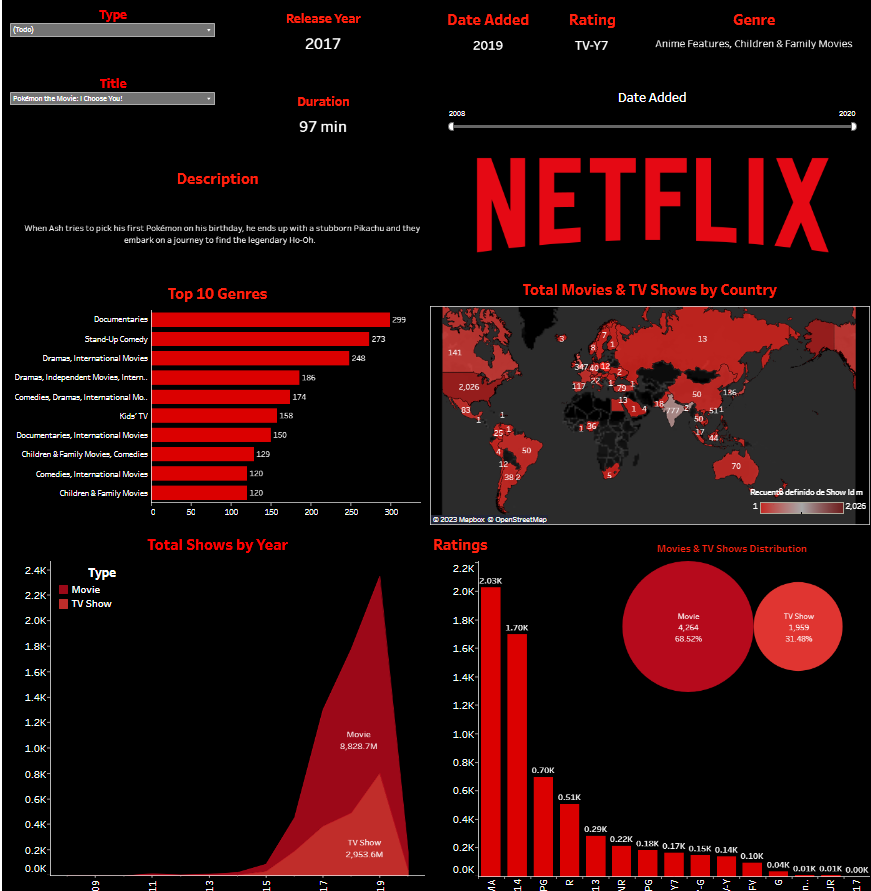 Type
(Todo)
Release Year
2017
Date Added
2019
Rating
TV-Y7
Genre
Anime Features, Children & Family Movies
Title
Pokémon the Movie: I Choose You!
Duration
97 min
Date Added
2008
2020
NETFLIX
Description
When Ash tries to pick his first Pokémon on his birthday, he ends up with a stubborn Pikachu and they
embark on a journey to find the legendary Ho-Oh.
Top 10 Genres
Documentaries 299
Stand-Up Comedy 273
Dramas, International Movies 248
Dramas, Independent Movies, Intern.. 186
Comedies, Dramas, International Mo.. 174
Kids' TV 158
Documentaries, International Movies 150
Children & Family Movies, Comedies 129
Comedies, International Movies 120
Children & Family Movies 120
0 50 100 150 200 250 300
Total Movies & TV Shows by Country
3
7
1
13
141
8
347
40
12
2
2,026
117
22
1
79
1
50
136
83
13
1
4
18
777
2
51
1
1
1
50
25
1
1
36
17
44
4
50
12
5
70
38
2
Recuento definido de Show Id m
1
2,026
© 2023 Mapbox © OpenStreetMap
Total Shows by Year
Type
Movie
TV Show
2.4K
2.2K
2.0K
1.8K
1.6K
1.4K
1.2K
1.0K
0.8K
0.6K
0.4K
0.2K
0.0K
Movie
8,828.7M
TV Show
2,953.6M
09
11
13
15
17
19
Ratings
2.2K
2.0K
1.8K
1.6K
1.4K
1.2K
1.0K
0.8K
0.6K
0.4K
0.2K
0.0K
2.03K
1.70K
0.70K
0.51K
0.29K
0.22K
0.18K
0.17K
0.15K
0.14K
0.10K
0.04K
0.01K
0.01K
0.00K
MA
14
PG
R
13
NR
PG
Y7
-G
-Y
FV
G
n..
UR
017
Movies & TV Shows Distribution
Movie
4,264
68.52%
TV Show
1,959
31.48%